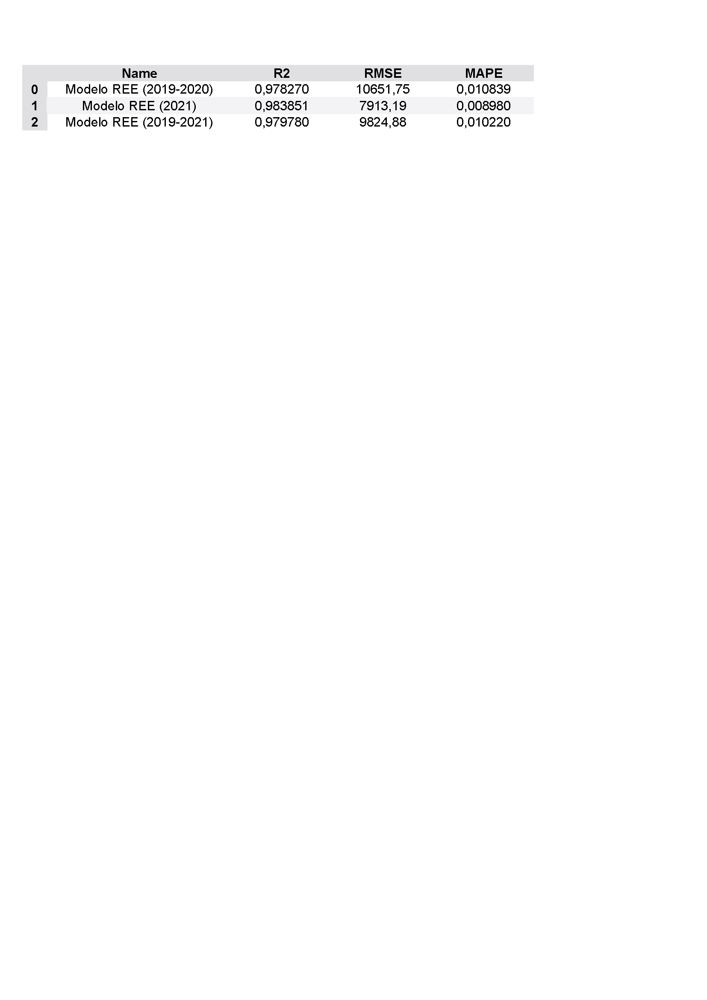 Name R2 RMSE MAPE
0 Modelo REE (2019-2020) 0,978270 10651,75 0,010839
1 Modelo REE (2021) 0,983851 7913,19 0,008980
2 Modelo REE (2019-2021) 0,979780 9824,88 0,010220